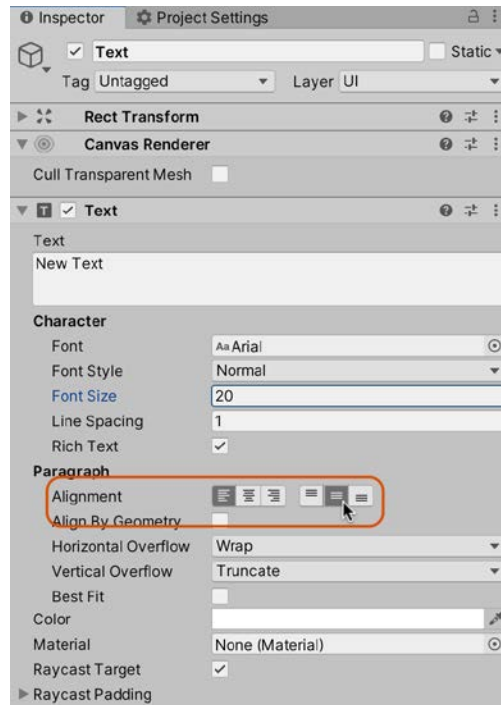 Inspector Project Settings
Text Static
Tag Untagged Layer UI
Rect Transform
Canvas Renderer
Cull Transparent Mesh
Text
Text
New Text
Character
Font Aa Arial
Font Style Normal
Font Size 20
Line Spacing 1
Rich Text
Paragraph
Alignment
Align By Geometry
Horizontal Overflow Wrap
Vertical Overflow Truncate
Best Fit
Color
Material None (Material)
Raycast Target
Raycast Padding